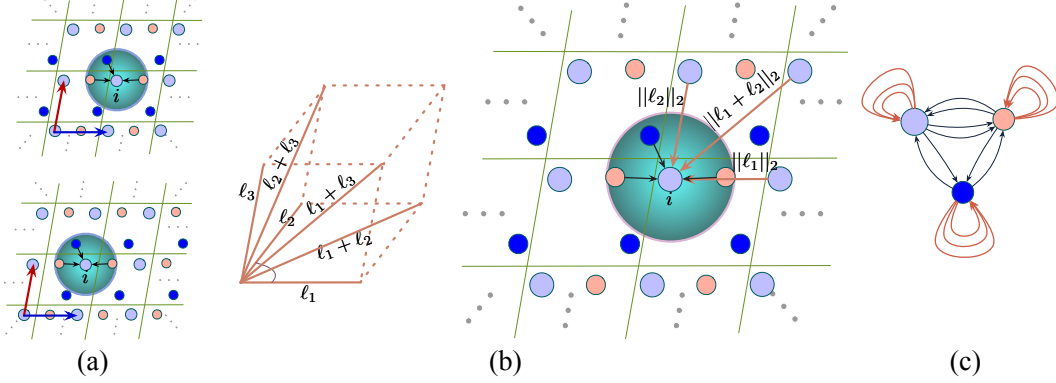 i
i
ℓ₃
ℓ₂ + ℓ₃
ℓ₂
ℓ₁ + ℓ₃
ℓ₁ + ℓ₂
ℓ₁
||ℓ₂||₂
||ℓ₁ + ℓ₂||₂
||ℓ₁||₂
i
(a)
(b)
(c)